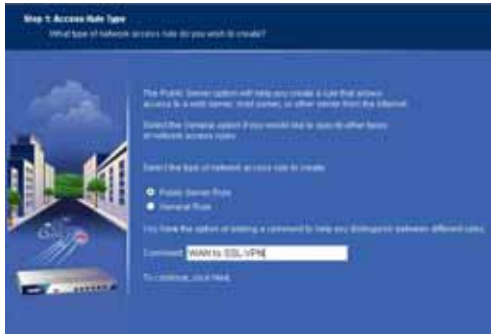 Step 1: Access Rule Type
What type of network access rule do you wish to create?
The Public Server option will help you create a rule that allows
access to a web server, mail server, or other server from the Internet.
Select the General option if you would like to specify other types
of network access rules.
Select the type of network access rule to create:
Public Server Rule
General Rule
You have the option of adding a comment to help you distinguish between different rules.
Comment: WAN to SSL-VPN
To continue, click Next.